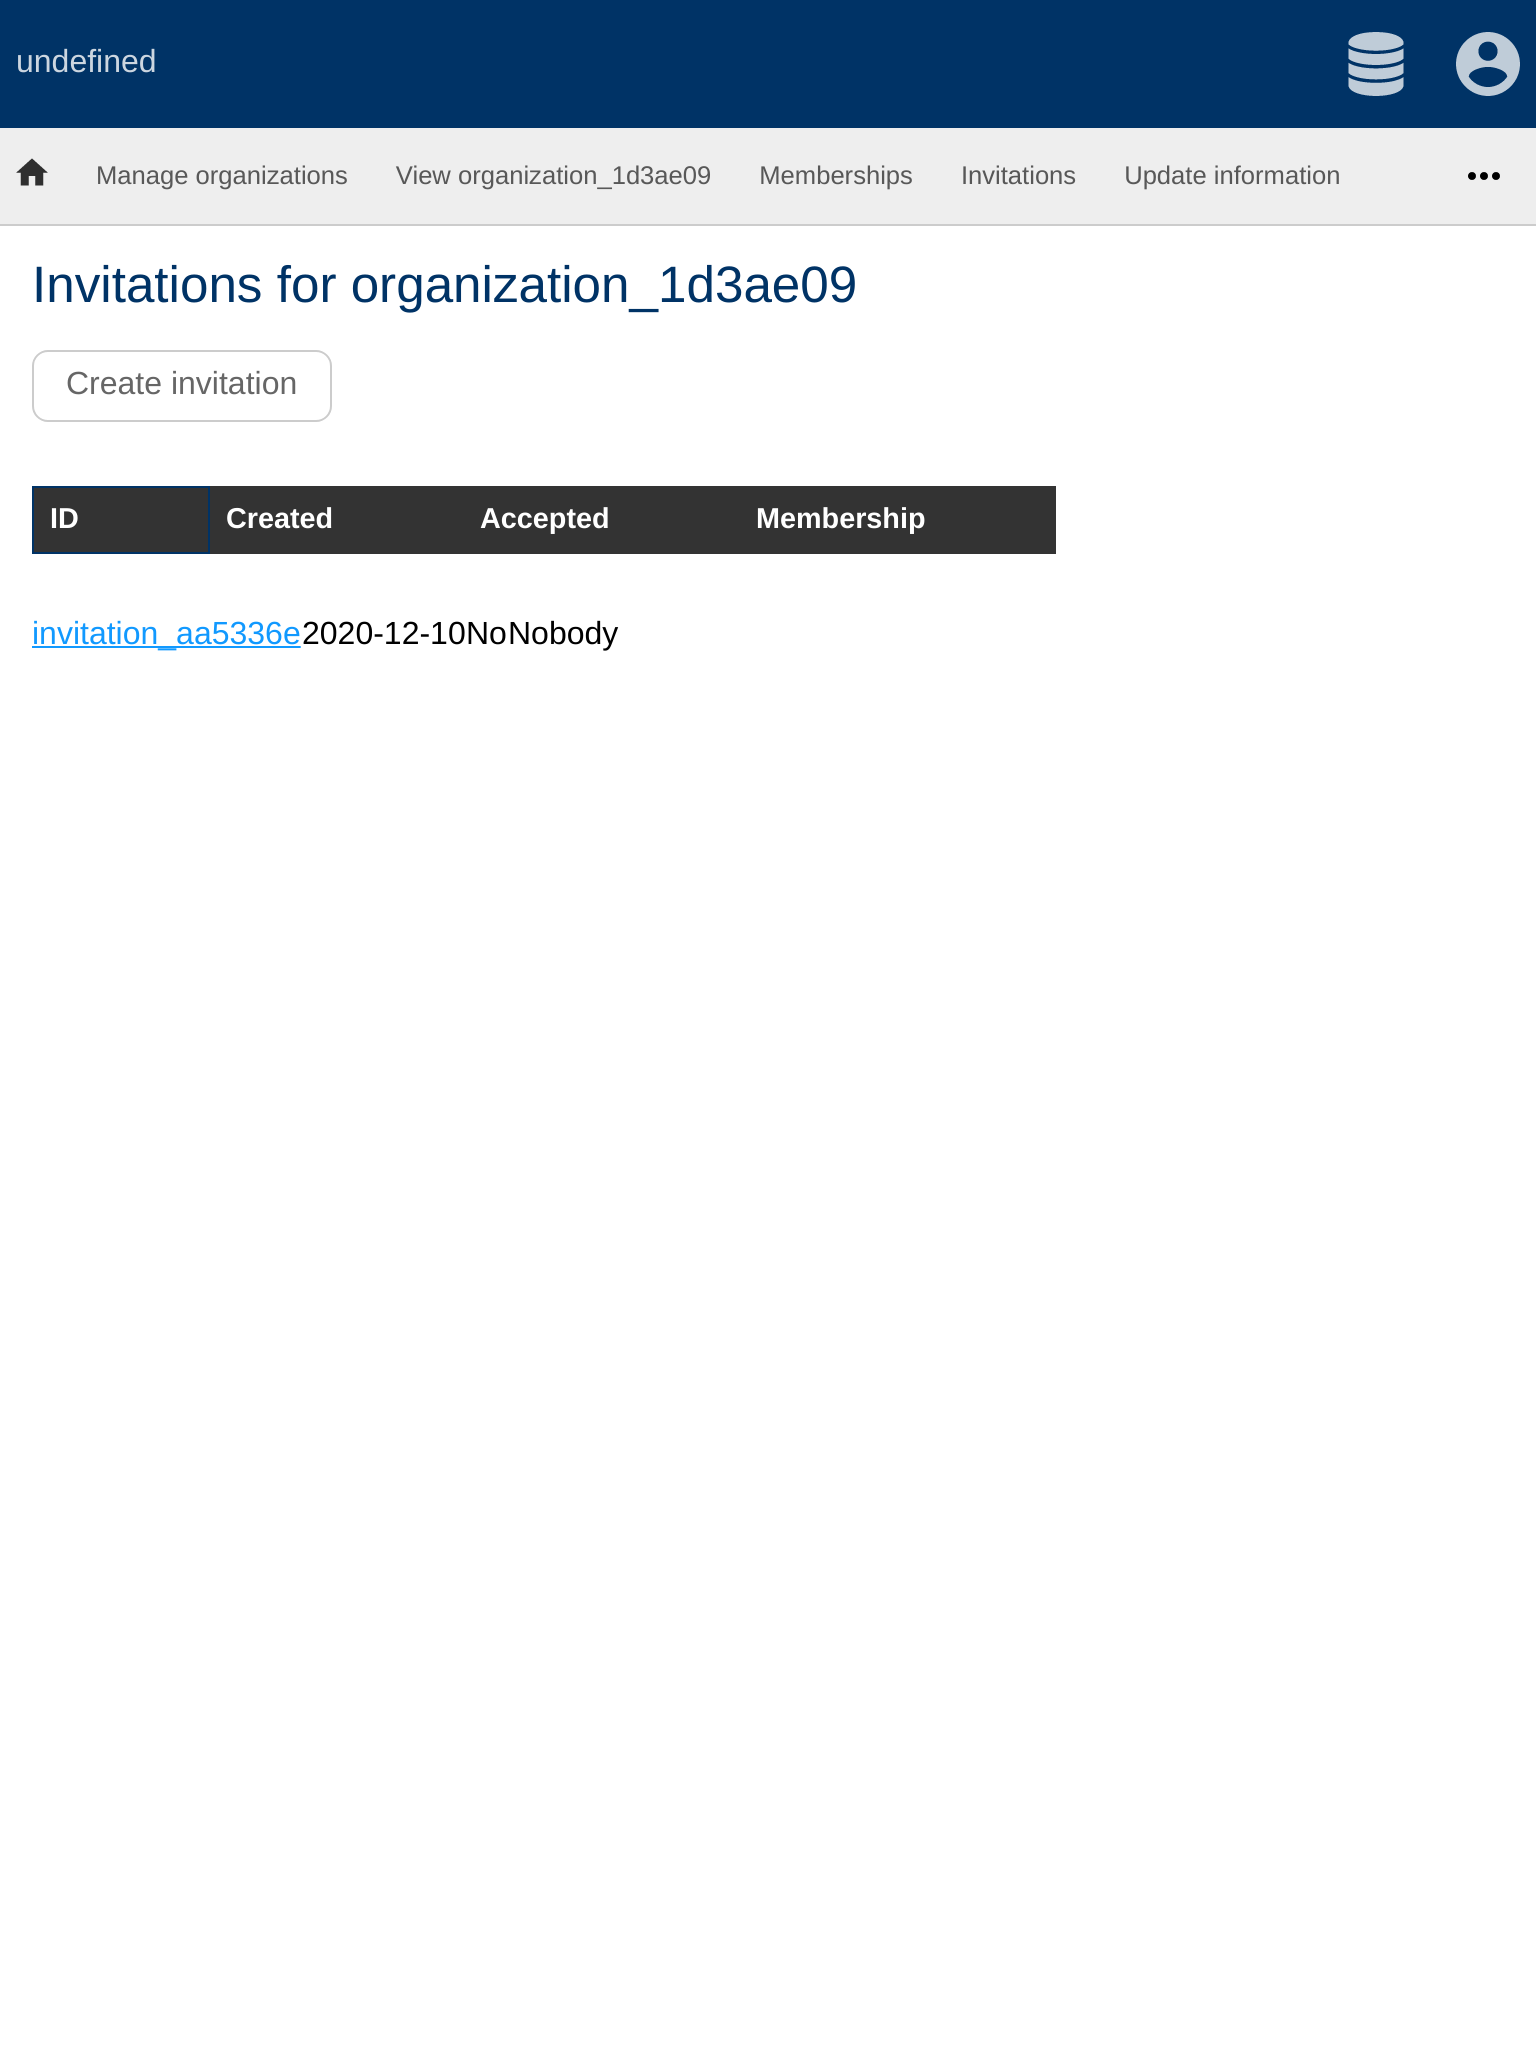 undefined
Manage organizations View organization_1d3ae09 Memberships Invitations Update information
Invitations for organization_1d3ae09
Create invitation
ID Created Accepted Membership
invitation_aa5336e2020-12-10NoNobody